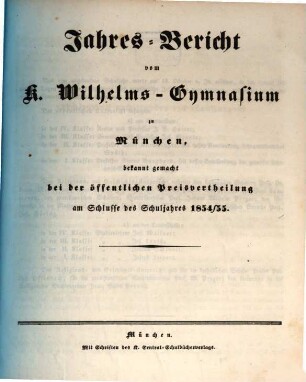 Jahres-Bericht
vom
K. Wilhelms-Gymnasium
zu
München,
bekannt gemacht
bei der öffentlichen Preisvertheilung
am Schlusse des Schuljahres 1854/55.
München.
Mit Schriften des K. Central-Schulbücherverlags.